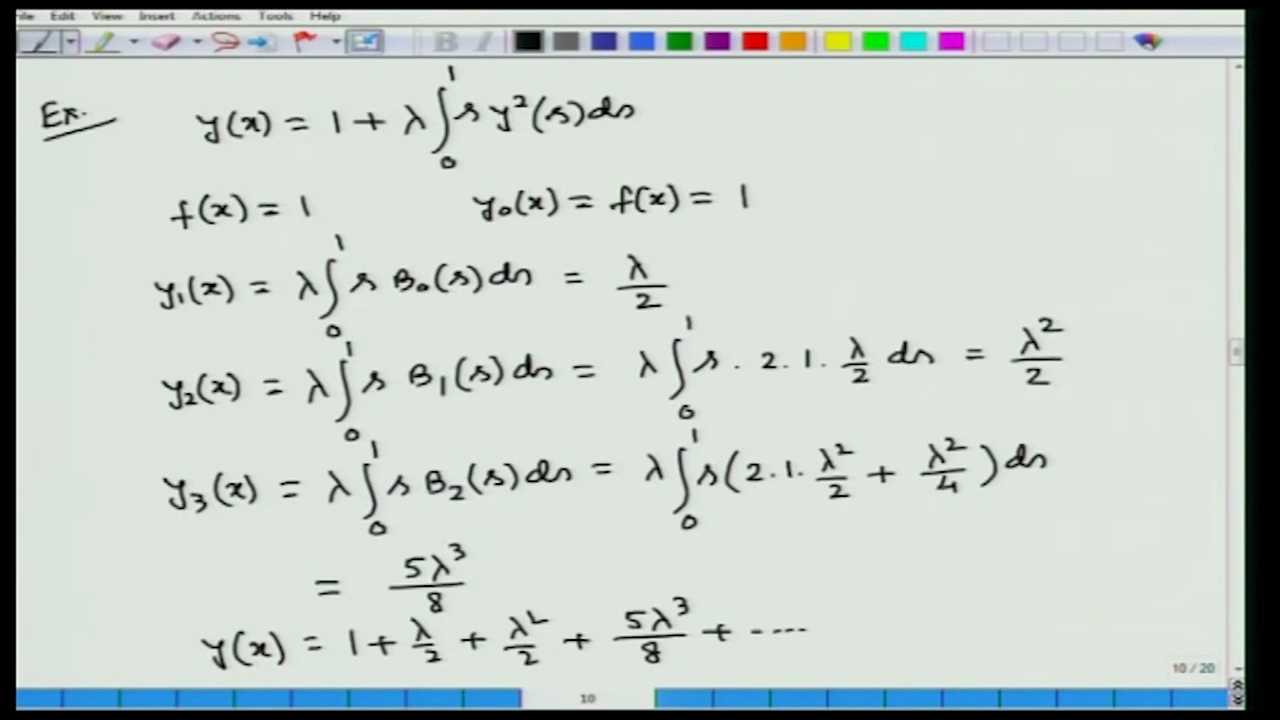 File Edit View Insert Actions Tools Help
B I
Ex. y(x) = 1 + λ∫₀¹ s y²(s) ds
f(x) = 1 y₀(x) = f(x) = 1
y₁(x) = λ∫₀¹ s B₀(s) ds = λ/2
y₂(x) = λ∫₀¹ s B₁(s) ds = λ∫₀¹ s . 2 . 1 . λ/2 ds = λ²/2
y₃(x) = λ∫₀¹ s B₂(s) ds = λ∫₀¹ s(2 . 1 . λ²/2 + λ²/4) ds
= 5λ³/8
y(x) = 1 + λ/2 + λ²/2 + 5λ³/8 + .....
10 / 20
10